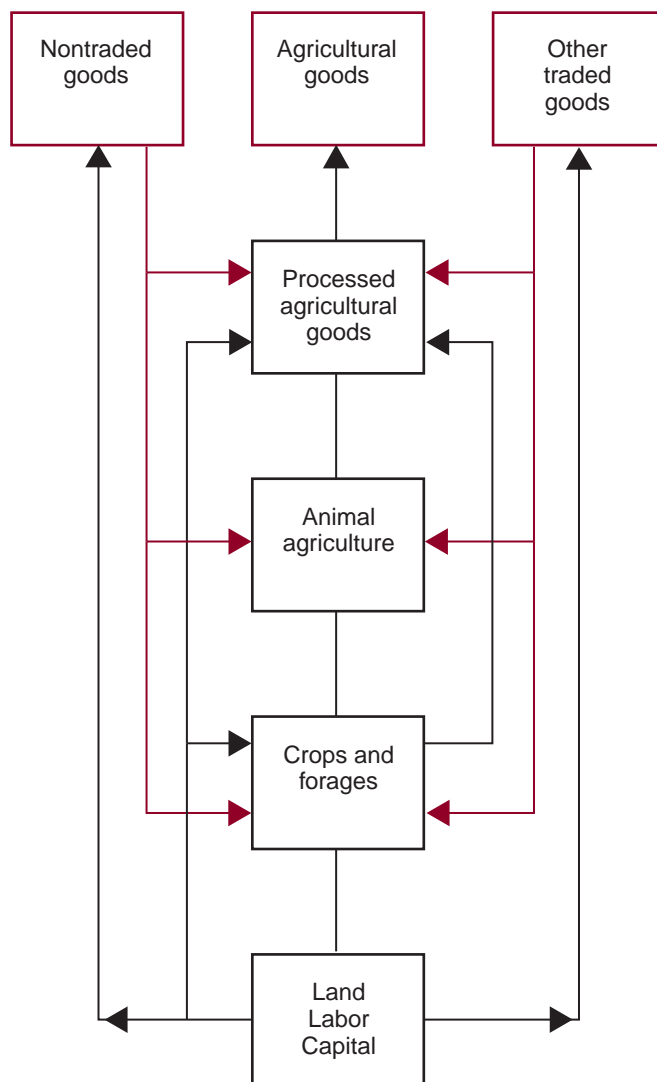 Nontraded
goods
Agricultural
goods
Other
traded
goods
Processed
agricultural
goods
Animal
agriculture
Crops and
forages
Land
Labor
Capital